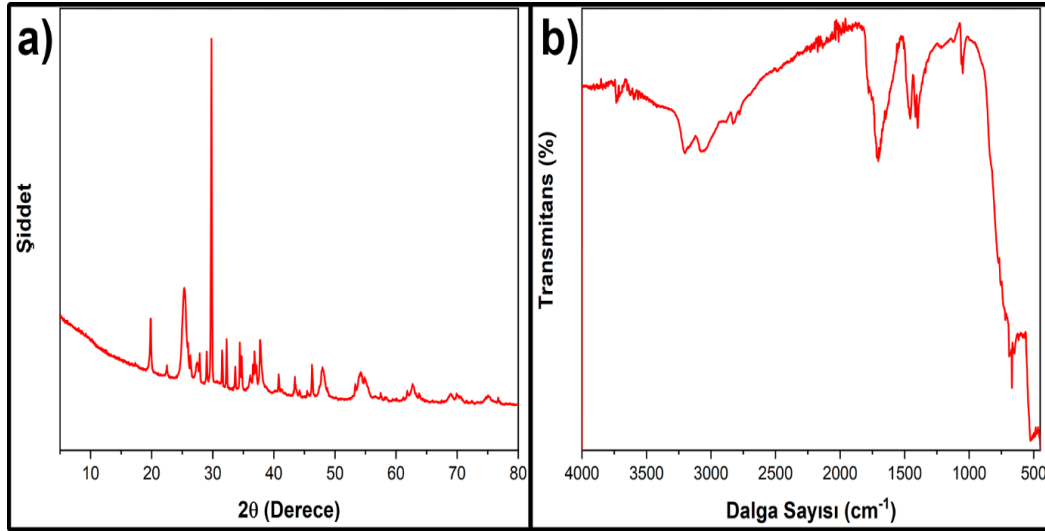 a)
Şiddet
10 20 30 40 50 60 70 80
2θ (Derece)
b)
Transmitans (%)
4000 3500 3000 2500 2000 1500 1000 500
Dalga Sayısı (cm⁻¹)